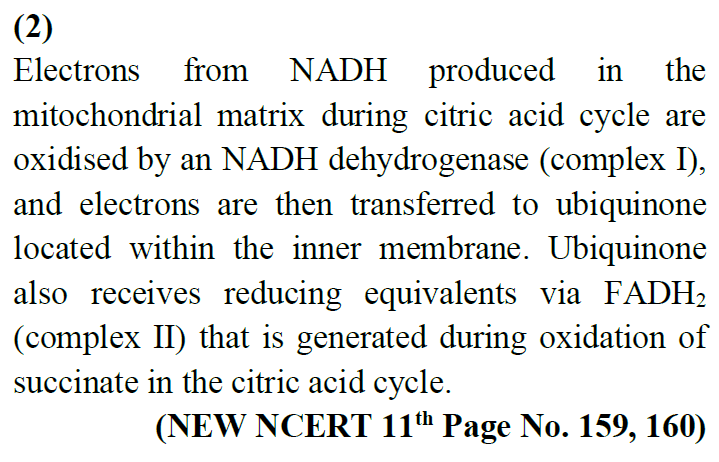 (2)
Electrons from NADH produced in the
mitochondrial matrix during citric acid cycle are
oxidised by an NADH dehydrogenase (complex I),
and electrons are then transferred to ubiquinone
located within the inner membrane. Ubiquinone
also receives reducing equivalents via FADH₂
(complex II) that is generated during oxidation of
succinate in the citric acid cycle.
(NEW NCERT 11ᵗʰ Page No. 159, 160)